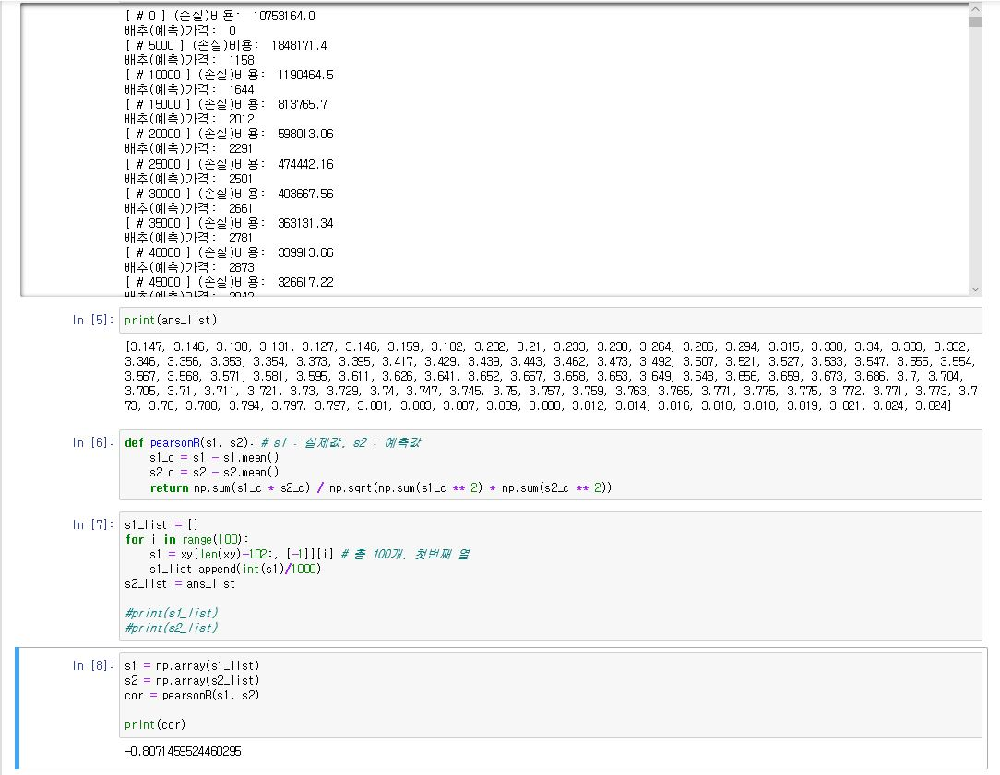 [ # 0 ] (손실)비용: 10753164.0
배추(예측)가격: 0
[ # 5000 ] (손실)비용: 1848171.4
배추(예측)가격: 1158
[ # 10000 ] (손실)비용: 1190464.5
배추(예측)가격: 1644
[ # 15000 ] (손실)비용: 813765.7
배추(예측)가격: 2012
[ # 20000 ] (손실)비용: 598013.06
배추(예측)가격: 2291
[ # 25000 ] (손실)비용: 474442.16
배추(예측)가격: 2501
[ # 30000 ] (손실)비용: 403667.56
배추(예측)가격: 2661
[ # 35000 ] (손실)비용: 363131.34
배추(예측)가격: 2781
[ # 40000 ] (손실)비용: 339913.66
배추(예측)가격: 2873
[ # 45000 ] (손실)비용: 326617.22
배추(예측)가격:
In [5]: print(ans_list)
[3.147, 3.146, 3.138, 3.131, 3.127, 3.146, 3.159, 3.182, 3.202, 3.21, 3.233, 3.238, 3.264, 3.286, 3.294, 3.315, 3.338, 3.34, 3.333, 3.332,
3.346, 3.356, 3.353, 3.354, 3.373, 3.395, 3.417, 3.429, 3.439, 3.443, 3.462, 3.473, 3.492, 3.507, 3.521, 3.527, 3.533, 3.547, 3.555, 3.554,
3.567, 3.568, 3.571, 3.581, 3.595, 3.611, 3.626, 3.641, 3.652, 3.657, 3.658, 3.653, 3.649, 3.648, 3.656, 3.659, 3.673, 3.686, 3.7, 3.704,
3.705, 3.71, 3.711, 3.721, 3.73, 3.729, 3.74, 3.747, 3.745, 3.75, 3.757, 3.759, 3.763, 3.765, 3.771, 3.775, 3.775, 3.772, 3.771, 3.773, 3.7
73, 3.78, 3.788, 3.794, 3.797, 3.797, 3.801, 3.803, 3.807, 3.809, 3.808, 3.812, 3.814, 3.816, 3.818, 3.818, 3.819, 3.821, 3.824, 3.824]
In [6]: def pearsonR(s1, s2): # s1 : 실제값, s2 : 예측값
s1_c = s1 - s1.mean()
s2_c = s2 - s2.mean()
return np.sum(s1_c * s2_c) / np.sqrt(np.sum(s1_c ** 2) * np.sum(s2_c ** 2))
In [7]: s1_list = []
for i in range(100):
s1 = xy[len(xy)-102:, [-1]][i] # 총 100개, 첫번째 열
s1_list.append(int(s1)/1000)
s2_list = ans_list
#print(s1_list)
#print(s2_list)
In [8]: s1 = np.array(s1_list)
s2 = np.array(s2_list)
cor = pearsonR(s1, s2)
print(cor)
-0.8071459524460295